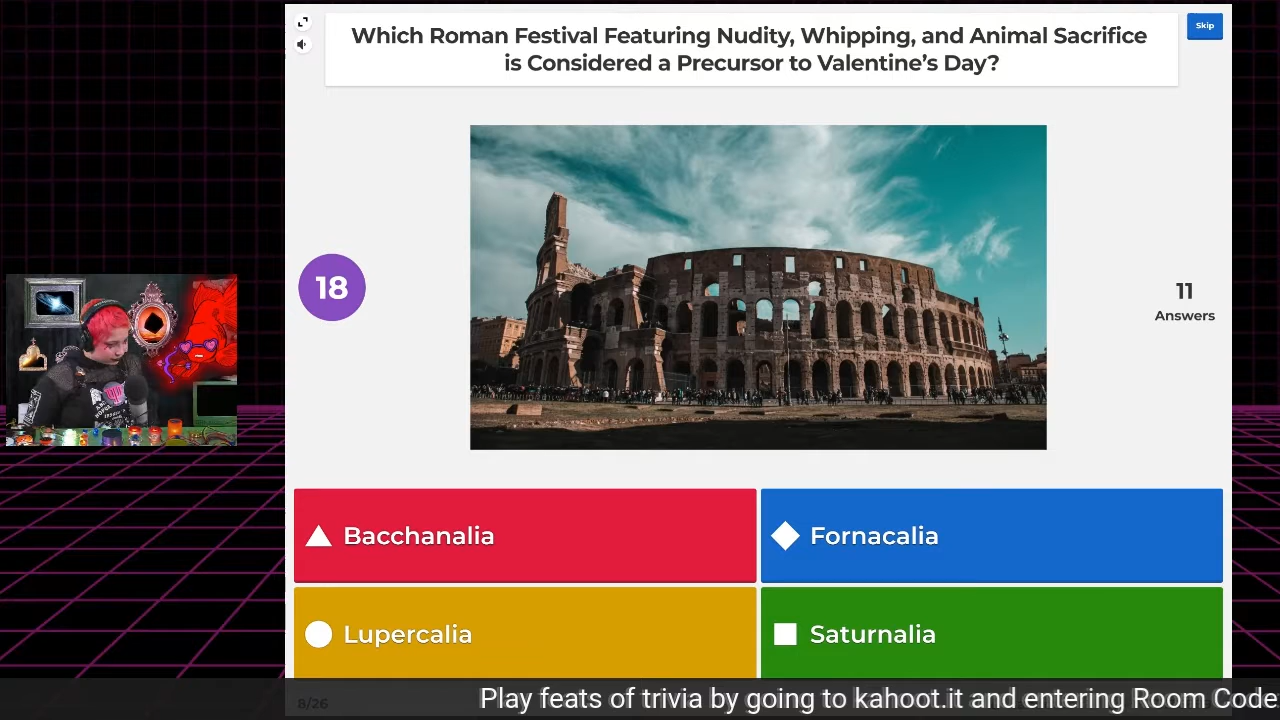 Which Roman Festival Featuring Nudity, Whipping, and Animal Sacrifice
is Considered a Precursor to Valentine's Day?
Skip
18
11
Answers
Bacchanalia
Fornacalia
Lupercalia
Saturnalia
8/26
Play feats of trivia by going to kahoot.it and entering Room Code